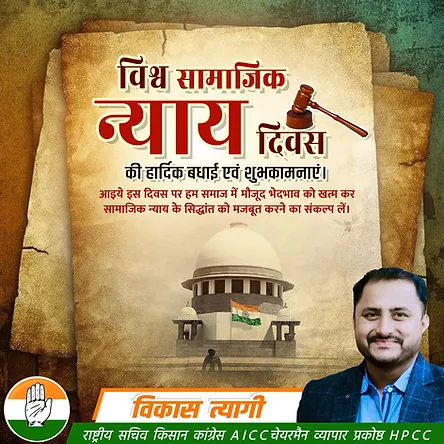 विश्व सामाजिक
न्याय दिवस
की हार्दिक बधाई एवं शुभकामनाएं।
आइये इस दिवस पर हम समाज में मौजूद भेदभाव को खत्म कर
सामाजिक न्याय के सिद्धांत को मजबूत करने का संकल्प लें।
विकास त्यागी
राष्ट्रीय सचिव किसान कांग्रेस AICC चेयरमैन व्यापार प्रकोष्ठ HPCC